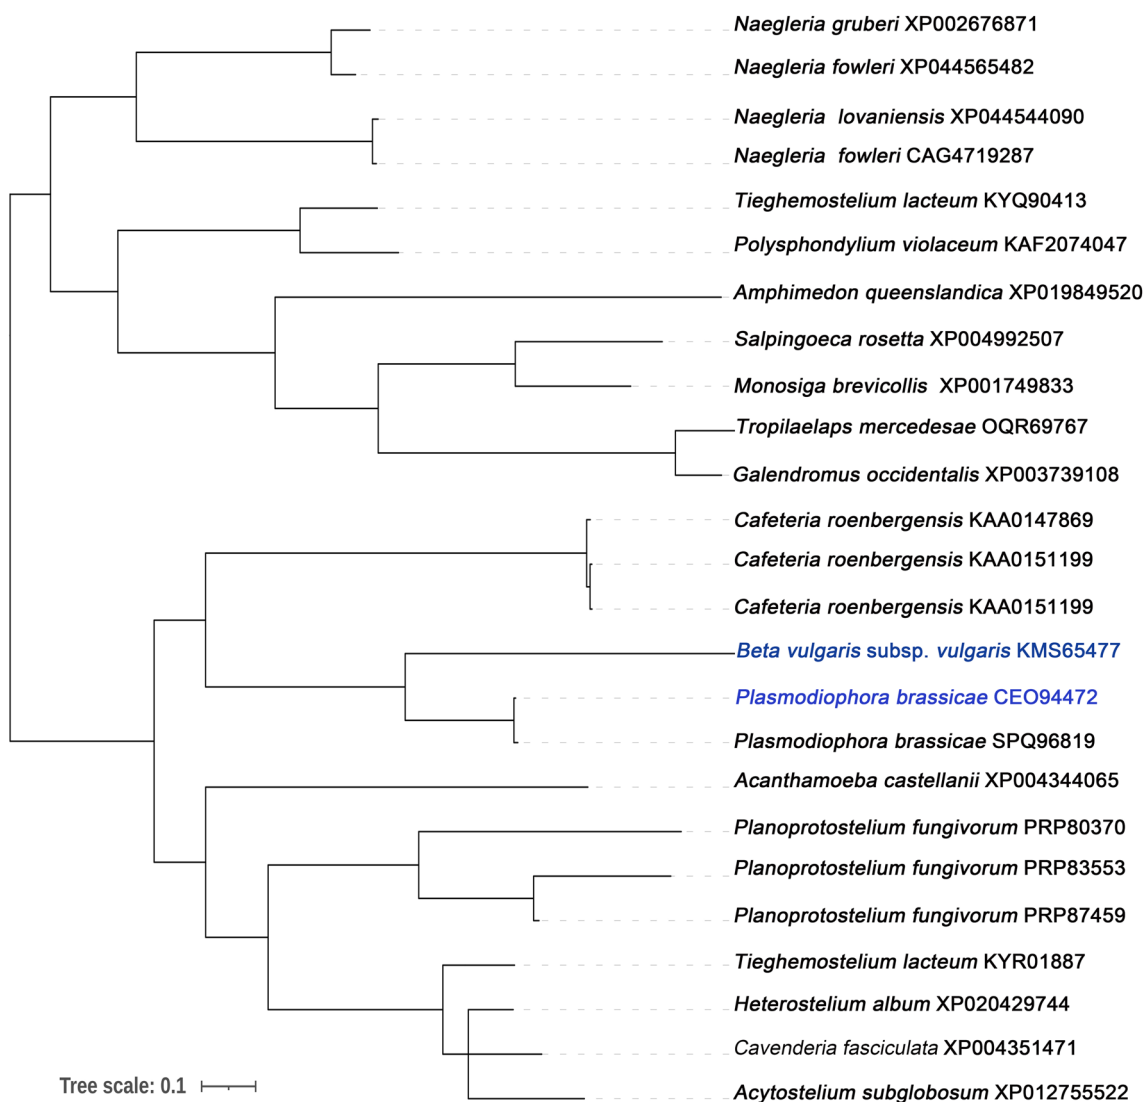 Naegleria gruberi XP002676871
Naegleria fowleri XP044565482
Naegleria lovaniensis XP044544090
Naegleria fowleri CAG4719287
Tieghemostelium lacteum KYQ90413
Polysphondylium violaceum KAF2074047
Amphimedon queenslandica XP019849520
Salpingoeca rosetta XP004992507
Monosiga brevicollis XP001749833
Tropilaelaps mercedesae OQR69767
Galendromus occidentalis XP003739108
Cafeteria roenbergensis KAA0147869
Cafeteria roenbergensis KAA0151199
Cafeteria roenbergensis KAA0151199
Beta vulgaris subsp. vulgaris KMS65477
Plasmodiophora brassicae CEO94472
Plasmodiophora brassicae SPQ96819
Acanthamoeba castellanii XP004344065
Planoprotostelium fungivorum PRP80370
Planoprotostelium fungivorum PRP83553
Planoprotostelium fungivorum PRP87459
Tieghemostelium lacteum KYR01887
Heterostelium album XP020429744
Cavenderia fasciculata XP004351471
Acytostelium subglobosum XP012755522
Tree scale: 0.1